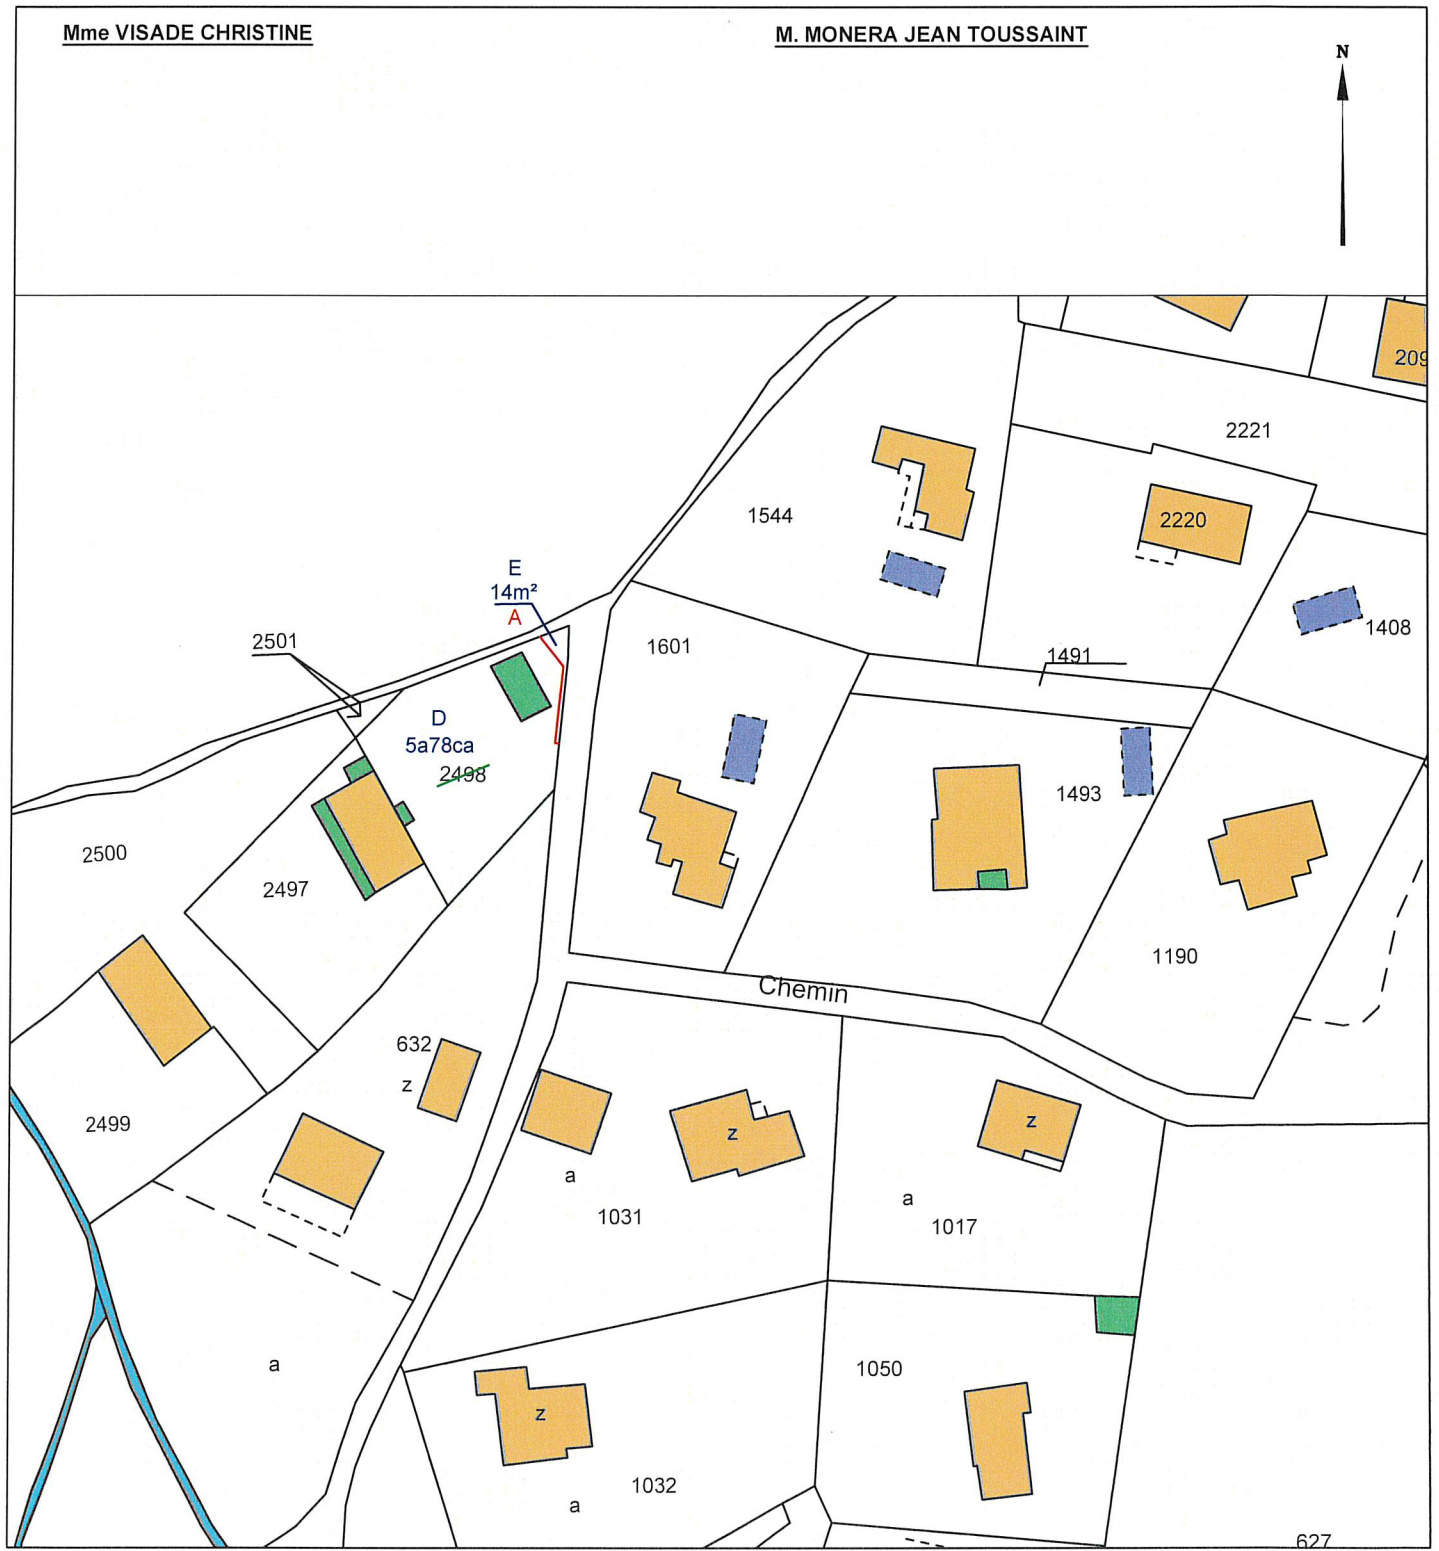 Mme VISADE CHRISTINE
M. MONERA JEAN TOUSSAINT
N
209
2221
1544
2220
E
14m²
A
1408
2501
1601
1491
D
5a78ca
2498
1493
2500
2497
1190
Chemin
632
z
z
z
2499
a
a
1031
1017
a
1050
z
1032
a
627